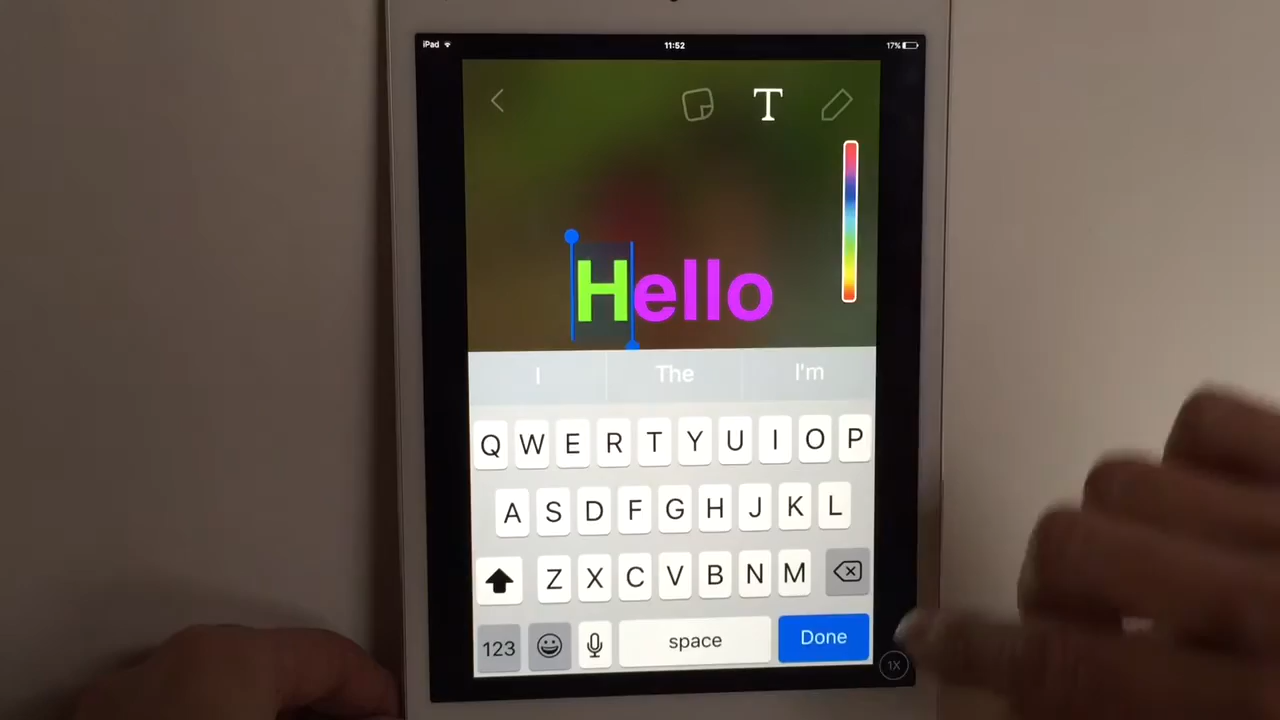 iPad 11:52 17%
T
Hello
I The I'm
Q W E R T Y U I O P
A S D F G H J K L
Z X C V B N M
123 space Done
1X